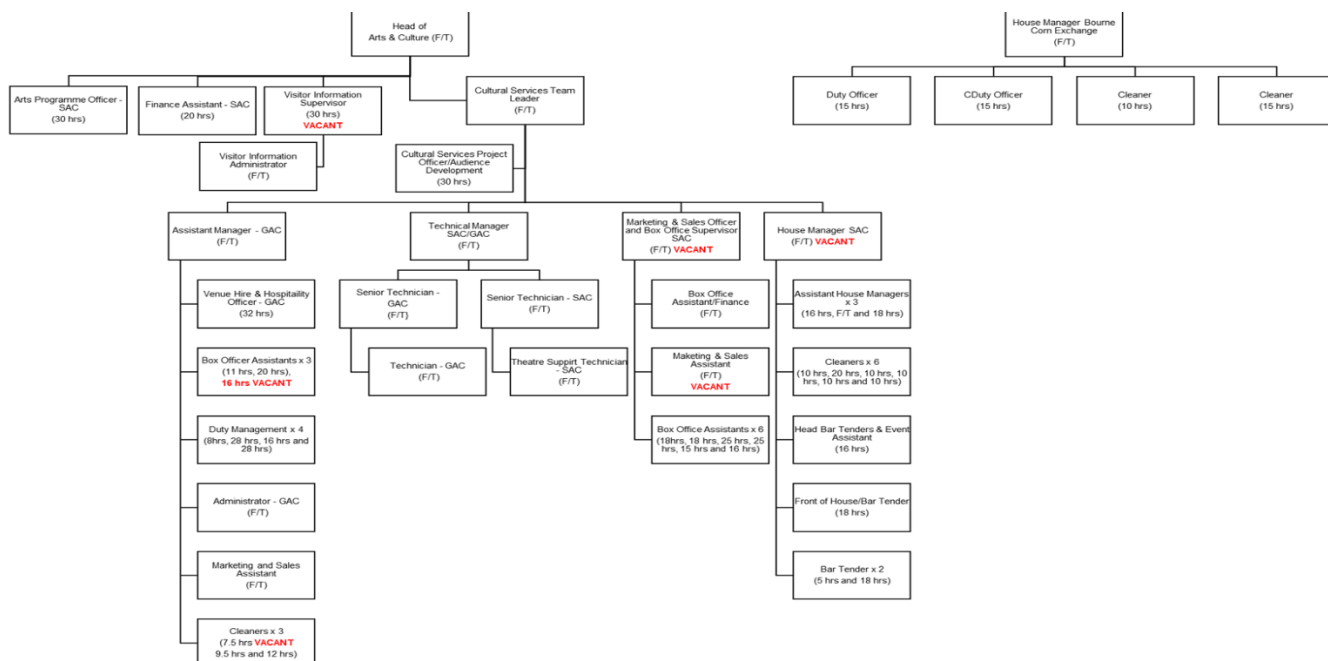 Head of
Arts & Culture (F/T)
House Manager Bourne
Corn Exchange
(F/T)
Arts Programme Officer -
SAC
(30 hrs)
Finance Assistant - SAC
(20 hrs)
Visitor Information
Supervisor
(30 hrs)
VACANT
Cultural Services Team
Leader
(F/T)
Duty Officer
(15 hrs)
CDuty Officer
(15 hrs)
Cleaner
(10 hrs)
Cleaner
(15 hrs)
Visitor Information
Administrator
(F/T)
Cultural Services Project
Officer/Audience
Development
(30 hrs)
Assistant Manager - GAC
(F/T)
Technical Manager
SAC/GAC
(F/T)
Marketing & Sales Officer
and Box Office Supervisor
SAC
(F/T) VACANT
House Manager SAC
(F/T) VACANT
Venue Hire & Hospitaility
Officer - GAC
(32 hrs)
Senior Technician -
GAC
(F/T)
Senior Technician - SAC
(F/T)
Box Office
Assistant/Finance
(F/T)
Assistant House Managers
x 3
(16 hrs, F/T and 18 hrs)
Box Officer Assistants x 3
(11 hrs, 20 hrs),
16 hrs VACANT
Technician - GAC
(F/T)
Theatre Suppirt Technician
- SAC
(F/T)
Maketing & Sales
Assistant
(F/T)
VACANT
Cleaners x 6
(10 hrs, 20 hrs, 10 hrs, 10
hrs, 10 hrs and 10 hrs)
Duty Management x 4
(8hrs, 28 hrs, 16 hrs and
28 hrs)
Box Office Assistants x 6
(18hrs, 18 hrs, 25 hrs, 25
hrs, 15 hrs and 16 hrs)
Head Bar Tenders & Event
Assistant
(16 hrs)
Administrator - GAC
(F/T)
Front of House/Bar Tender
(18 hrs)
Marketing and Sales
Assistant
(F/T)
Bar Tender x 2
(5 hrs and 18 hrs)
Cleaners x 3
(7.5 hrs VACANT
9.5 hrs and 12 hrs)